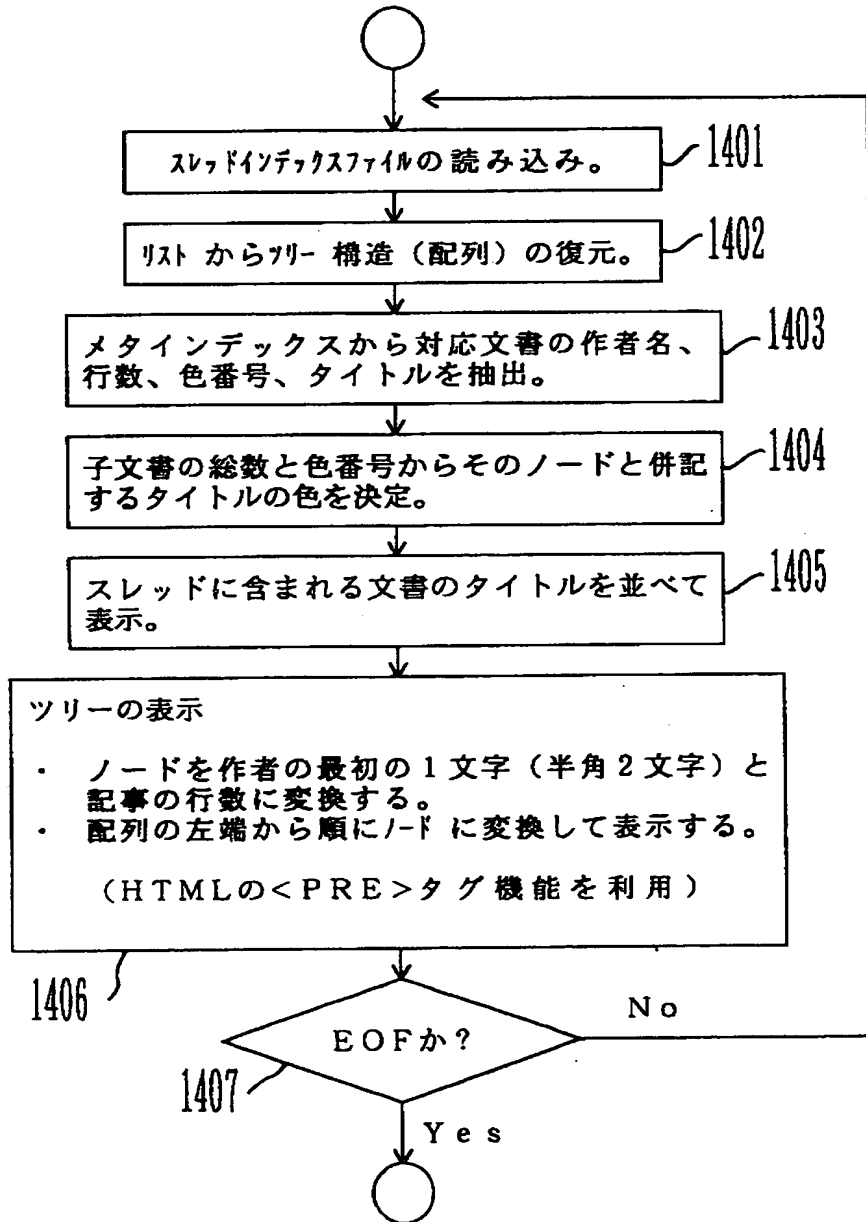 ｽﾚｯﾄﾞｲﾝﾃﾞｯｸｽﾌｧｲﾙの読み込み。
1401
ﾘｽﾄ からﾂﾘｰ 構造（配列）の復元。
1402
メタインデックスから対応文書の作者名、
行数、色番号、タイトルを抽出。
1403
子文書の総数と色番号からそのノードと併記
するタイトルの色を決定。
1404
スレッドに含まれる文書のタイトルを並べて
表示。
1405
ツリーの表示
・ ノードを作者の最初の１文字（半角２文字）と
記事の行数に変換する。
・ 配列の左端から順にﾉｰﾄﾞ に変換して表示する。
（ＨＴＭＬの＜ＰＲＥ＞タグ機能を利用）
1406
ＥＯＦか？
No
1407
Yes